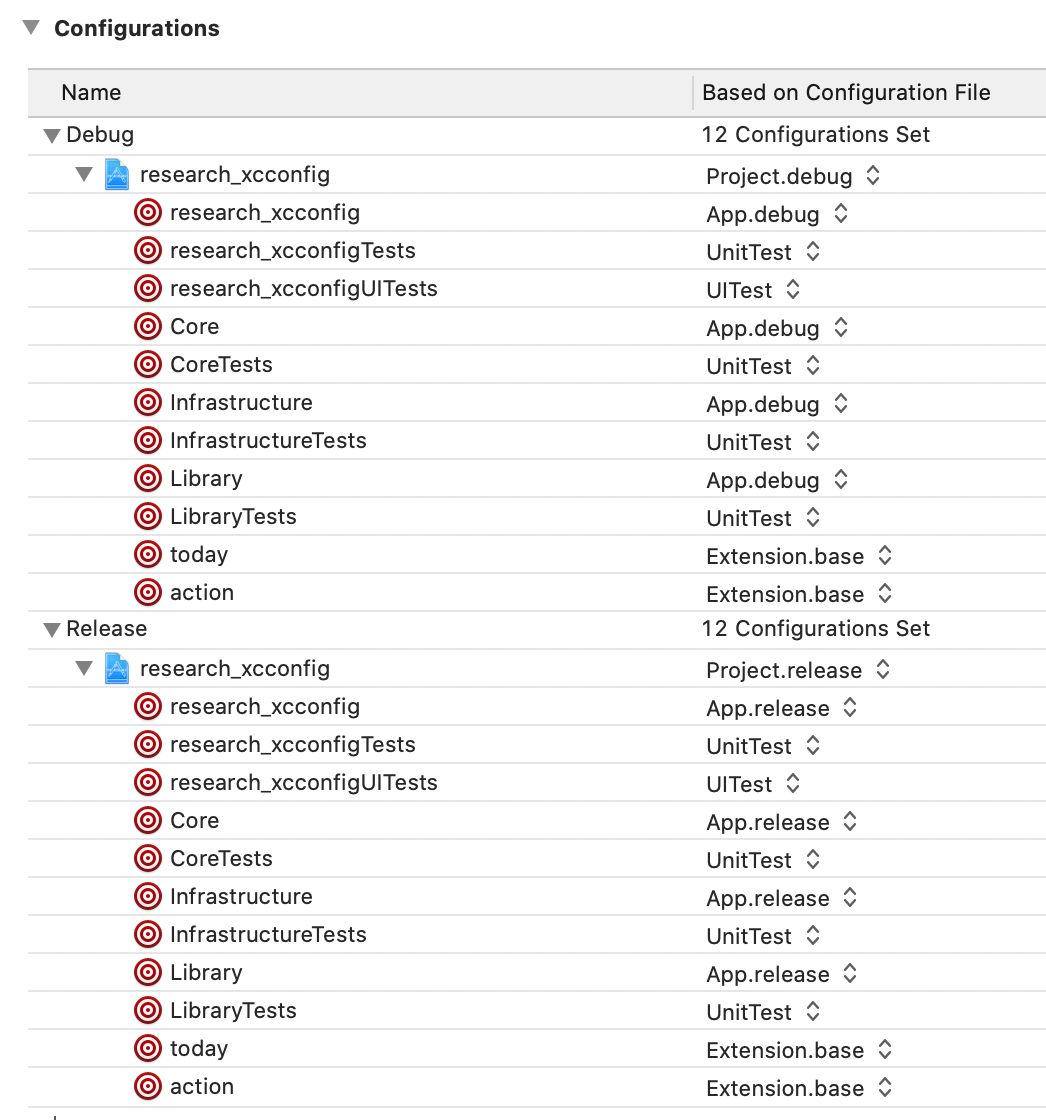 Configurations
Name Based on Configuration File
Debug 12 Configurations Set
research_xcconfig Project.debug
research_xcconfig App.debug
research_xcconfigTests UnitTest
research_xcconfigUITests UITest
Core App.debug
CoreTests UnitTest
Infrastructure App.debug
InfrastructureTests UnitTest
Library App.debug
LibraryTests UnitTest
today Extension.base
action Extension.base
Release 12 Configurations Set
research_xcconfig Project.release
research_xcconfig App.release
research_xcconfigTests UnitTest
research_xcconfigUITests UITest
Core App.release
CoreTests UnitTest
Infrastructure App.release
InfrastructureTests UnitTest
Library App.release
LibraryTests UnitTest
today Extension.base
action Extension.base